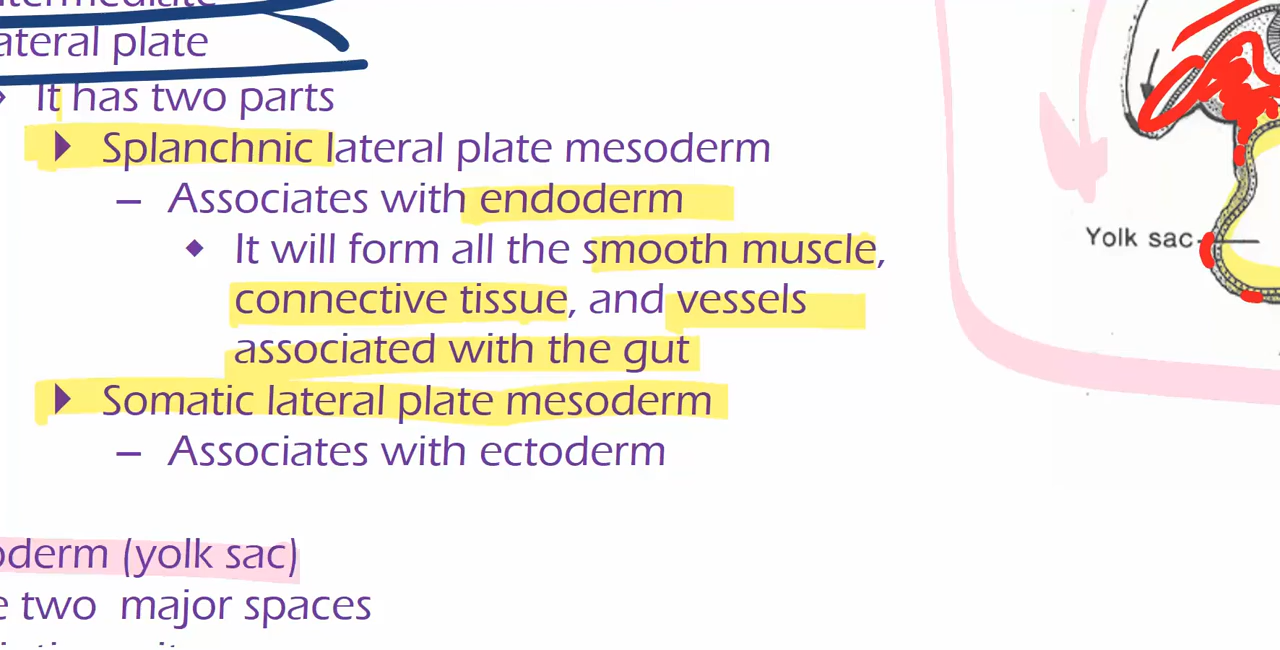 lateral plate
It has two parts
Splanchnic lateral plate mesoderm
– Associates with endoderm
It will form all the smooth muscle,
connective tissue, and vessels
associated with the gut
Somatic lateral plate mesoderm
– Associates with ectoderm
Yolk sac
oderm (yolk sac)
e two major spaces